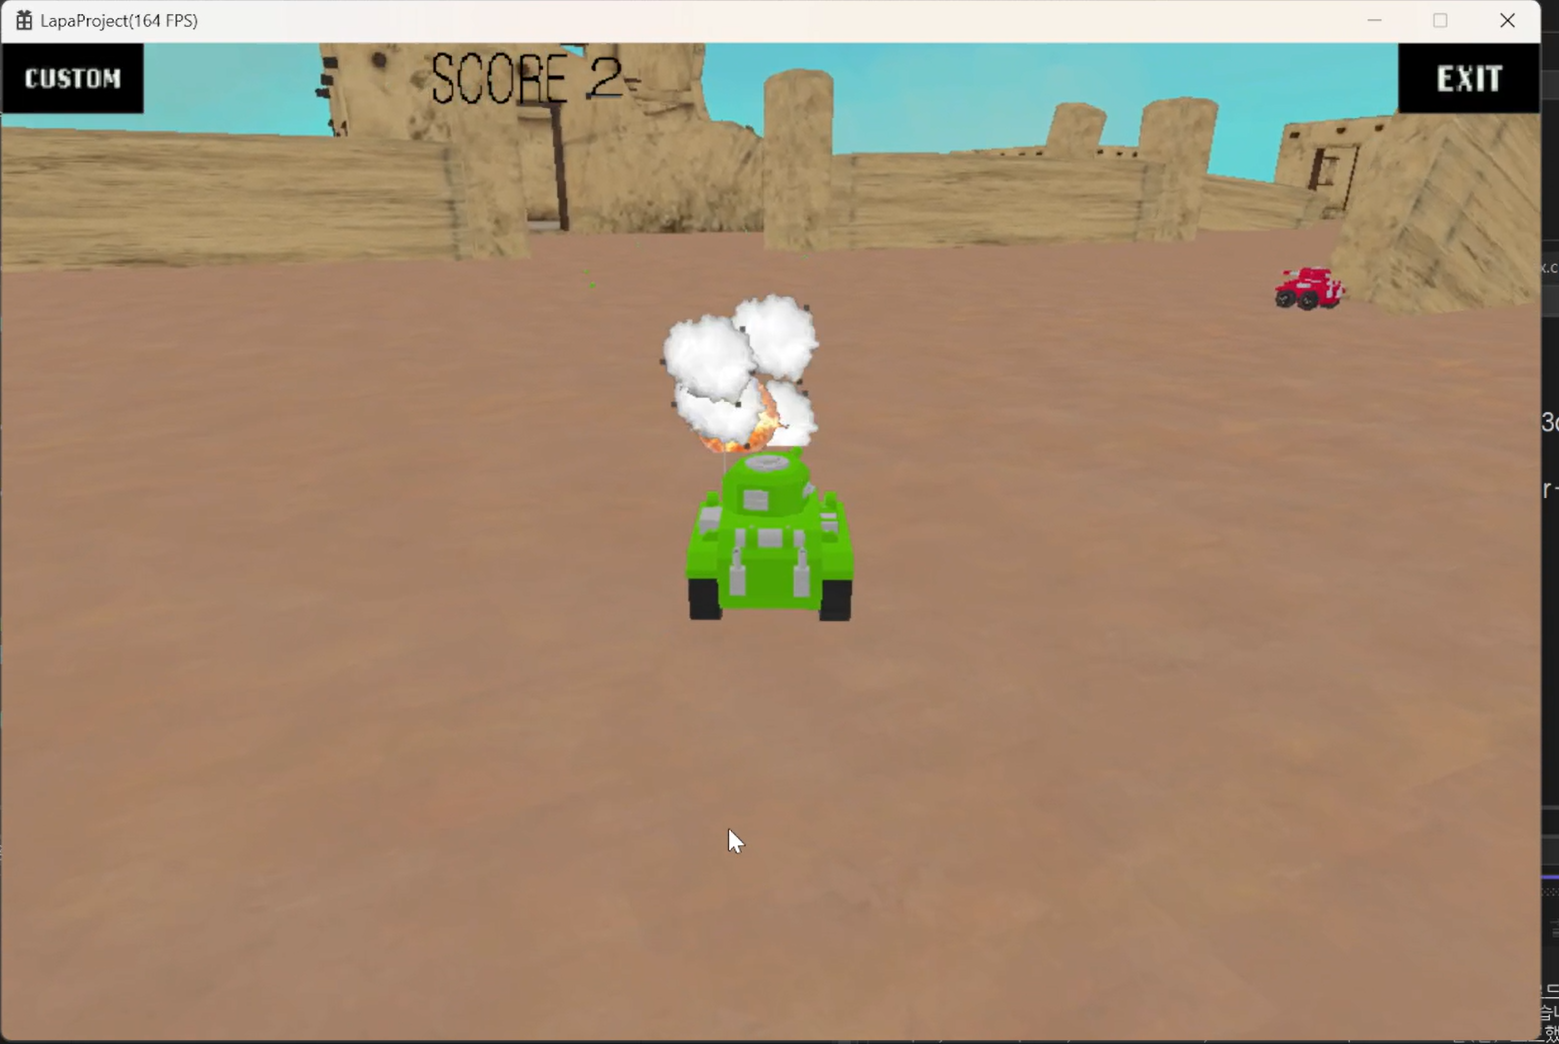 LapaProject(164 FPS)
CUSTOM
SCORE 2
EXIT